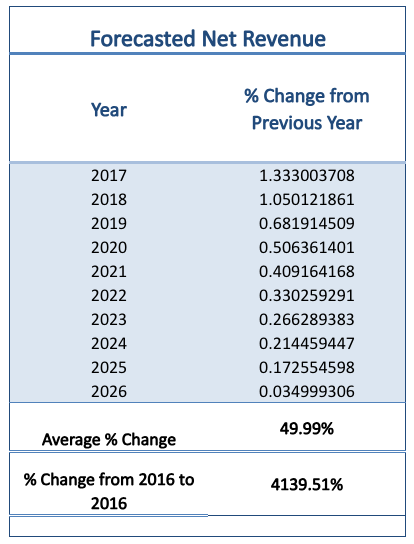 Forecasted Net Revenue
Year
% Change from
Previous Year
2017 1.333003708
2018 1.050121861
2019 0.681914509
2020 0.506361401
2021 0.409164168
2022 0.330259291
2023 0.266289383
2024 0.214459447
2025 0.172554598
2026 0.034999306
Average % Change 49.99%
% Change from 2016 to
2016
4139.51%